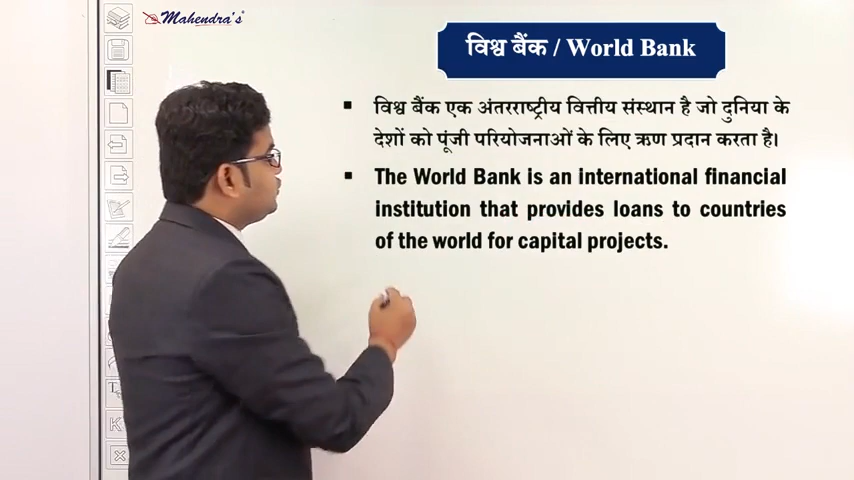 Mahendra's
विश्व बैंक / World Bank
विश्व बैंक एक अंतरराष्ट्रीय वित्तीय संस्थान है जो दुनिया के
देशों को पूंजी परियोजनाओं के लिए ऋण प्रदान करता है।
The World Bank is an international financial
institution that provides loans to countries
of the world for capital projects.